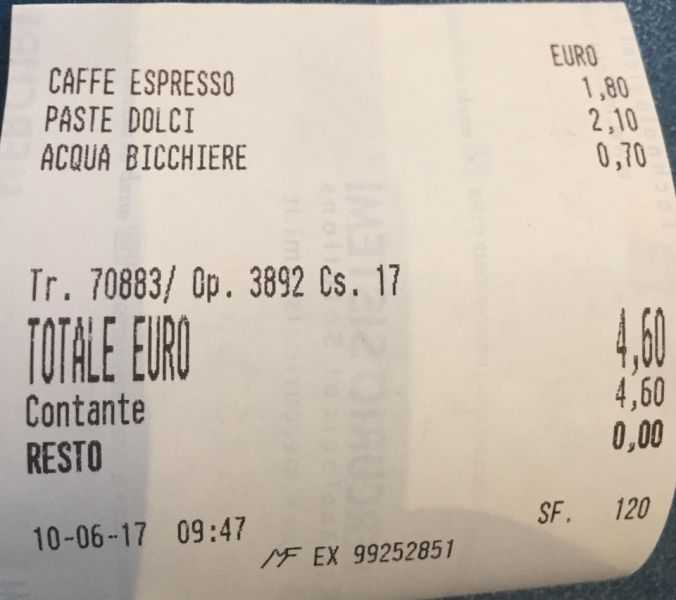 EURO
CAFFE ESPRESSO 1,80
PASTE DOLCI 2,10
ACQUA BICCHIERE 0,70
Tr. 70883/ Op. 3892 Cs. 17
TOTALE EURO 4,60
Contante 4,60
RESTO 0,00
10-06-17 09:47 SF. 120
MF EX 99252851